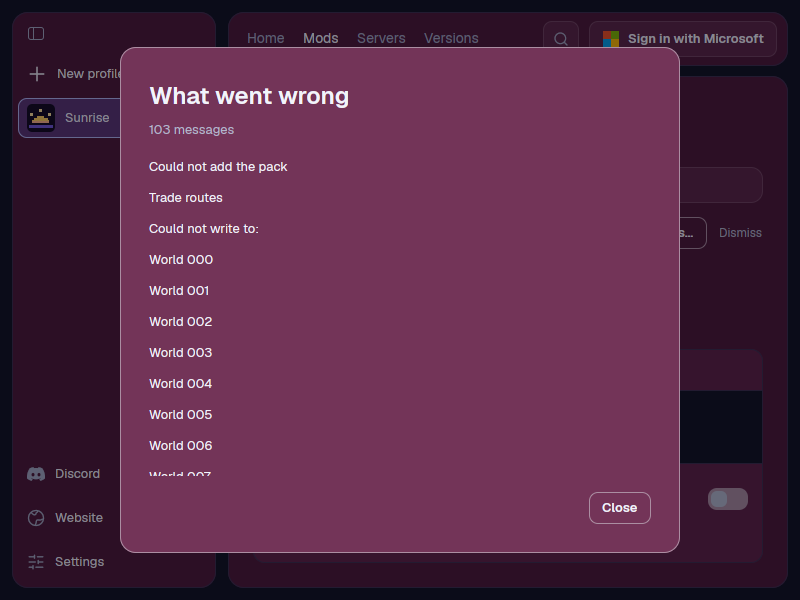 Home Mods Servers Versions Sign in with Microsoft
New profile
Sunrise
What went wrong
103 messages
Could not add the pack
Trade routes
Could not write to:
World 000
World 001
World 002
World 003
World 004
World 005
World 006
World 007
s... Dismiss
Close
Discord
Website
Settings